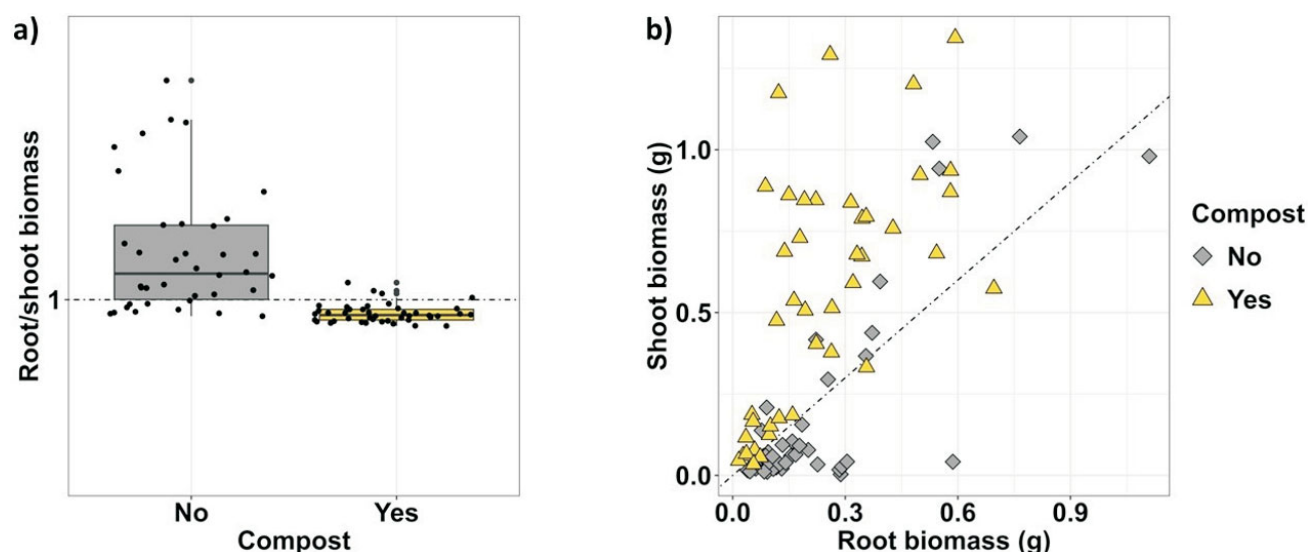 a)
Root/shoot biomass
1
No Yes
Compost
b)
Shoot biomass (g)
1.0
0.5
0.0
0.0 0.3 0.6 0.9
Root biomass (g)
Compost
No
Yes